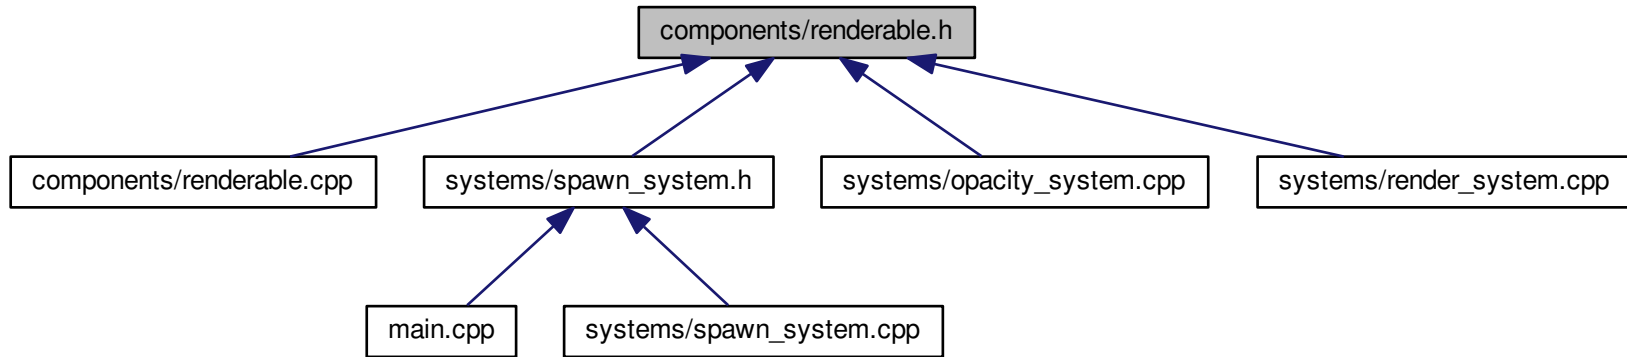 components/renderable.h
components/renderable.cpp
systems/spawn_system.h
systems/opacity_system.cpp
systems/render_system.cpp
main.cpp
systems/spawn_system.cpp